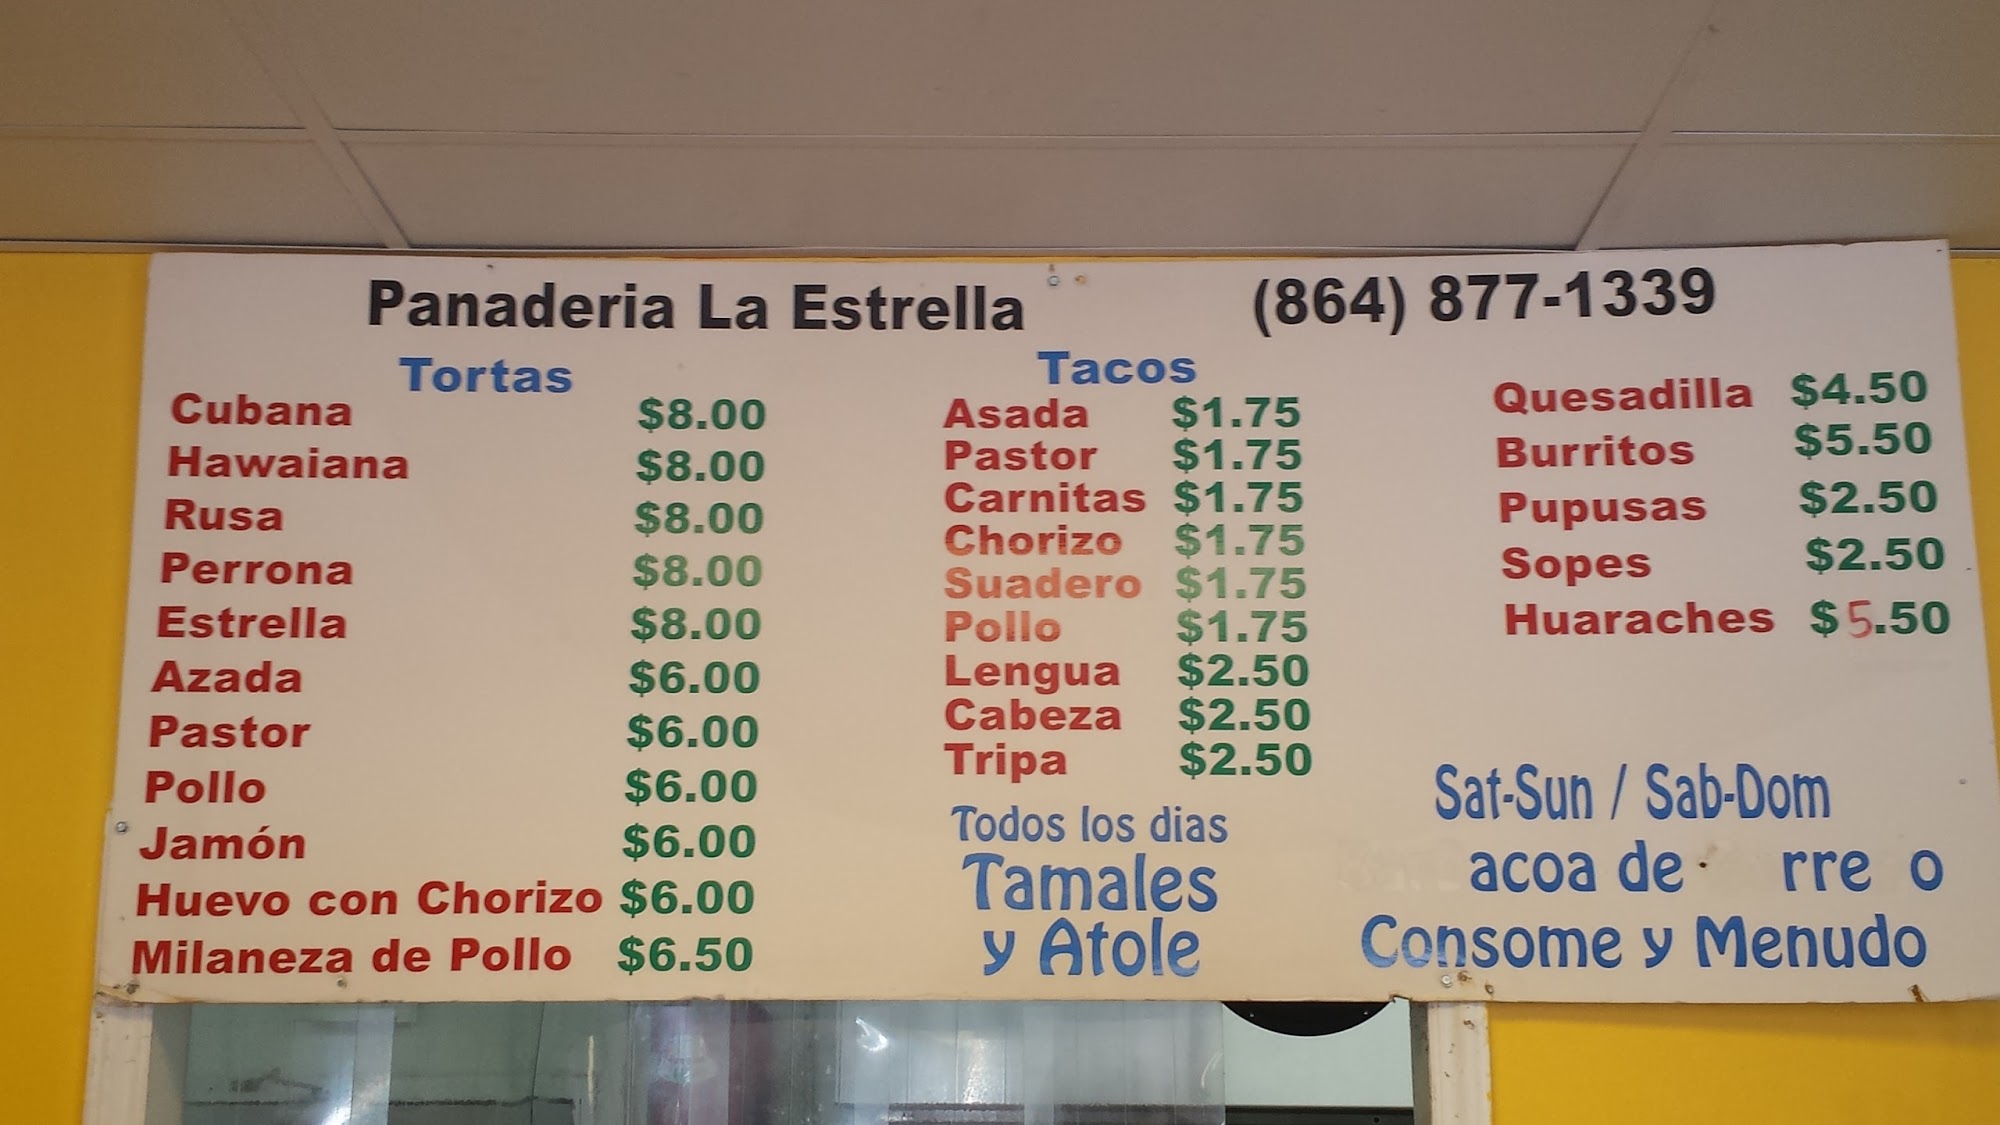 Panaderia La Estrella (864) 877-1339
Tortas
Cubana $8.00
Hawaiana $8.00
Rusa $8.00
Perrona $8.00
Estrella $8.00
Azada $6.00
Pastor $6.00
Pollo $6.00
Jamón $6.00
Huevo con Chorizo $6.00
Milaneza de Pollo $6.50
Tacos
Asada $1.75
Pastor $1.75
Carnitas $1.75
Chorizo $1.75
Suadero $1.75
Pollo $1.75
Lengua $2.50
Cabeza $2.50
Tripa $2.50
Todos los dias
Tamales
y Atole
Quesadilla $4.50
Burritos $5.50
Pupusas $2.50
Sopes $2.50
Huaraches $5.50
Sat-Sun / Sab-Dom
acoa de rre o
Consome y Menudo